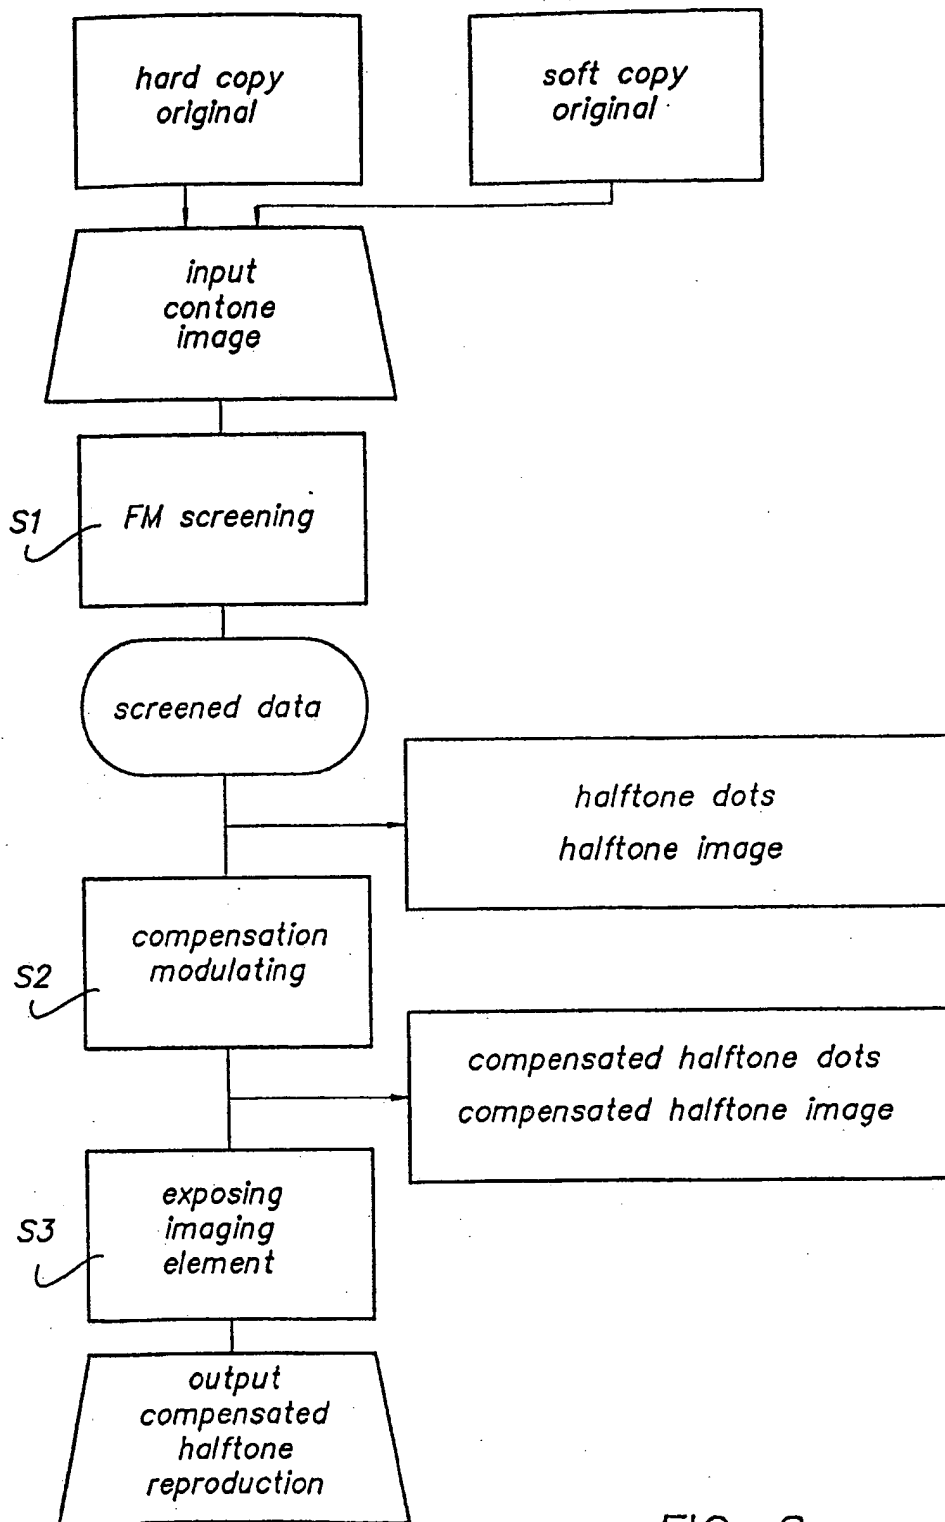 hard copy
original
soft copy
original
input
contone
image
S1
FM screening
screened data
halftone dots
halftone image
S2
compensation
modulating
compensated halftone dots
compensated halftone image
S3
exposing
imaging
element
output
compensated
halftone
reproduction